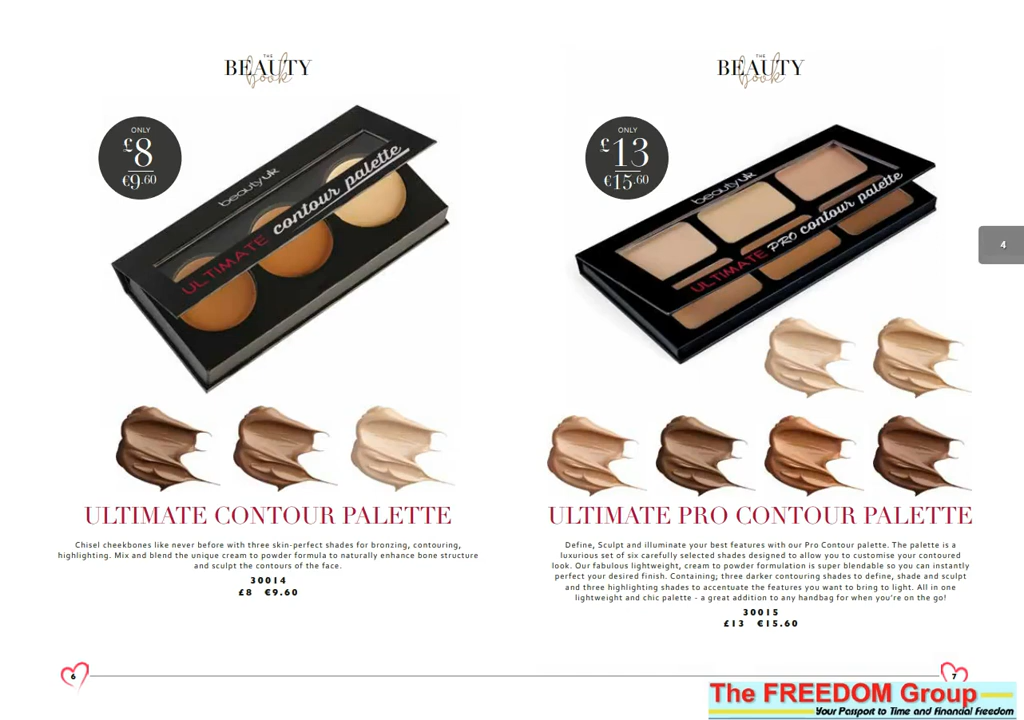 THE
BEAUTY
book
ONLY
£8
€9.60
beauty uk
ULTIMATE contour palette
ULTIMATE CONTOUR PALETTE
Chisel cheekbones like never before with three skin-perfect shades for bronzing, contouring,
highlighting. Mix and blend the unique cream to powder formula to naturally enhance bone structure
and sculpt the contours of the face.
30014
£8 €9.60
6
THE
BEAUTY
book
ONLY
£13
€15.60
beauty uk
ULTIMATE PRO contour palette
4
ULTIMATE PRO CONTOUR PALETTE
Define, Sculpt and illuminate your best features with our Pro Contour palette. The palette is a
luxurious set of six carefully selected shades designed to allow you to customise your contoured
look. Our fabulous lightweight, cream to powder formulation is super blendable so you can instantly
perfect your desired finish. Containing; three darker contouring shades to define, shade and sculpt
and three highlighting shades to accentuate the features you want to bring to light. All in one
lightweight and chic palette - a great addition to any handbag for when you're on the go!
30015
£13 €15.60
7
The FREEDOM Group
Your Passport to Time and Financial Freedom